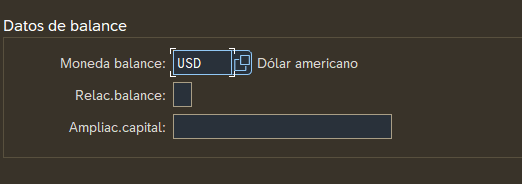 Datos de balance
Moneda balance: USD Dólar americano
Relac.balance:
Ampliac.capital: